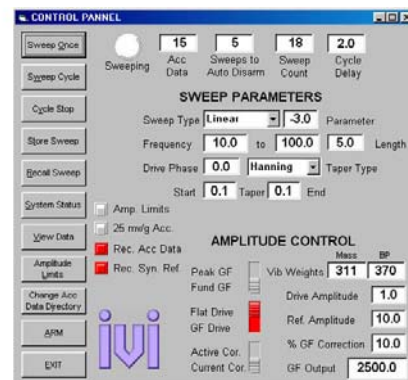 CONTROL PANNEL
Sweep Once
Sweep Cycle
Cycle Stop
Store Sweep
Recall Sweep
System Status
View Data
Amplitude
Limits
Change Acc
Data Directory
ARM
EXIT
15 5 18 2.0
Sweeping Acc Data Sweeps to Auto Disarm Sweep Count Cycle Delay
SWEEP PARAMETERS
Sweep Type Linear -3.0 Parameter
Frequency 10.0 to 100.0 5.0 Length
Drive Phase 0.0 Hanning Taper Type
Start 0.1 Taper 0.1 End
Amp. Limits
25 mv/g Acc.
Rec. Acc Data
Rec. Syn. Ref.
AMPLITUDE CONTROL
Mass BP
Peak GF
Fund GF
Vib Weights 311 370
Flat Drive
GF Drive
Drive Amplitude 1.0
Ref. Amplitude 10.0
Active Cor.
Current Cor.
% GF Correction 10.0
GF Output 2500.0
ivi